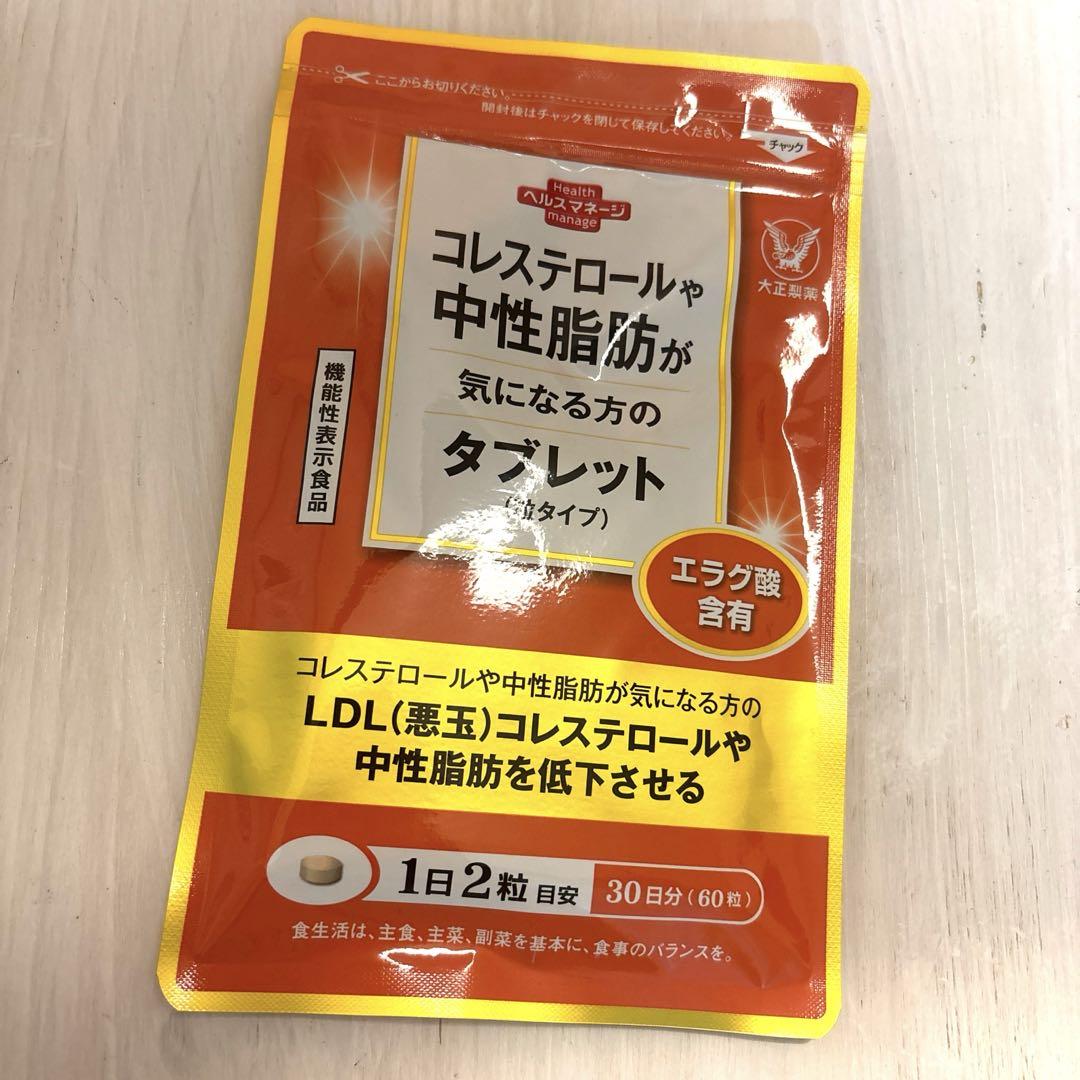 ここからお切りください。
開封後はチャックを閉じて保存してください。
チャック
Health
ヘルスマネージ
manage
大正製薬
コレステロールや
中性脂肪が
気になる方の
タブレット
(粒タイプ)
機能性表示食品
エラグ酸
含有
コレステロールや中性脂肪が気になる方の
LDL(悪玉)コレステロールや
中性脂肪を低下させる
1日2粒目安
30日分(60粒)
食生活は、主食、主菜、副菜を基本に、食事のバランスを。